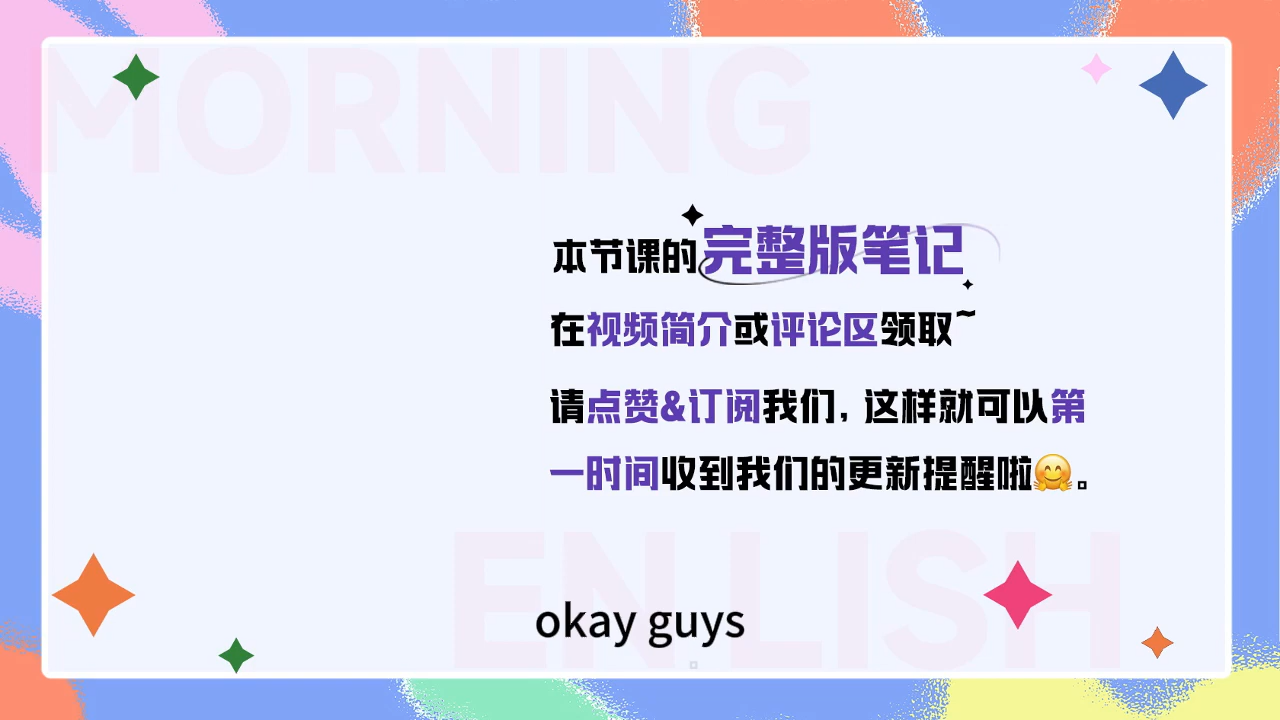 MORNING
本节课的完整版笔记
在视频简介或评论区领取~
请点赞&订阅我们，这样就可以第
一时间收到我们的更新提醒啦🤗。
EN LISH
okay guys